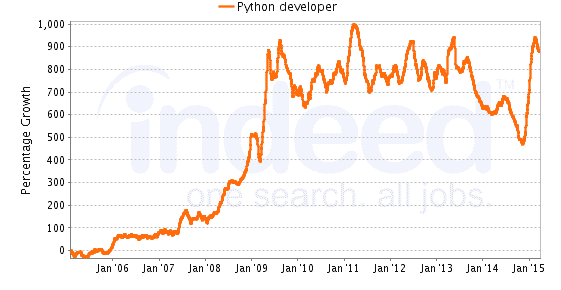 Python developer
1,000
900
800
700
600
500
400
300
200
100
0
Percentage Growth
indeed™
one search. all jobs
Jan '06
Jan '07
Jan '08
Jan '09
Jan '10
Jan '11
Jan '12
Jan '13
Jan '14
Jan '15